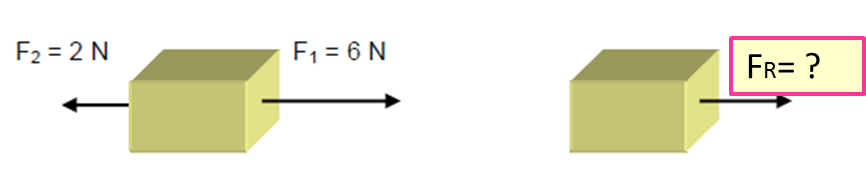 F₂ = 2 N
F₁ = 6 N
FR= ?